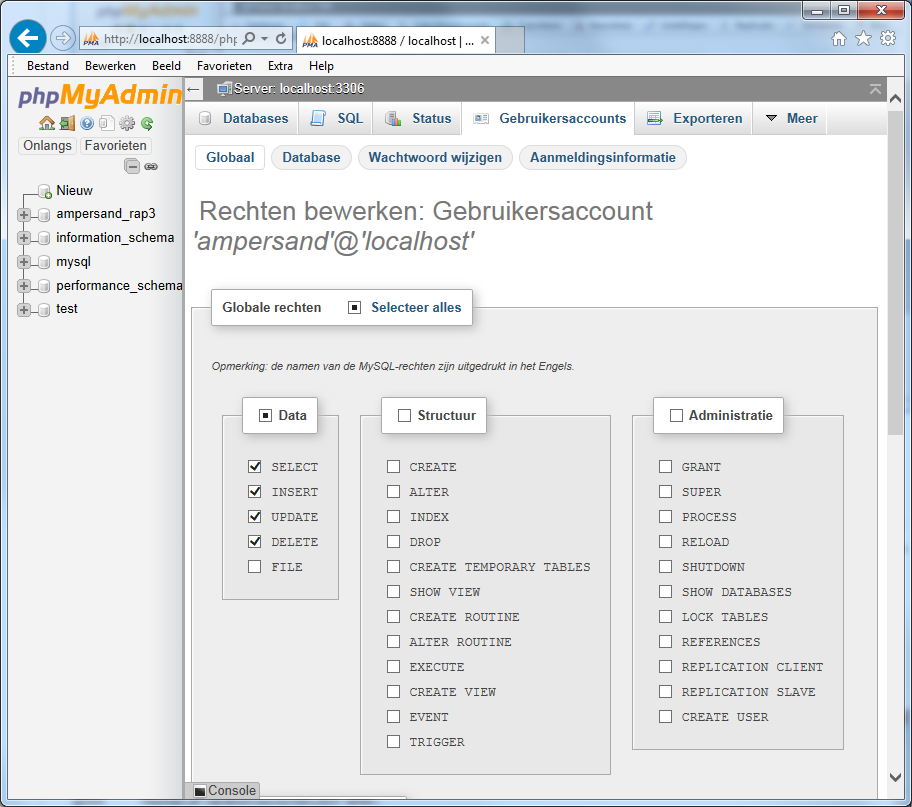 http://localhost:8888/php
localhost:8888 / localhost | ...
Bestand Bewerken Beeld Favorieten Extra Help
phpMyAdmin
Onlangs Favorieten
Nieuw
ampersand_rap3
information_schema
mysql
performance_schema
test
Server: localhost:3306
Databases SQL Status Gebruikersaccounts Exporteren Meer
Globaal Database Wachtwoord wijzigen Aanmeldingsinformatie
Rechten bewerken: Gebruikersaccount
'ampersand'@'localhost'
Globale rechten Selecteer alles
Opmerking: de namen van de MySQL-rechten zijn uitgedrukt in het Engels.
Data
SELECT
INSERT
UPDATE
DELETE
FILE
Structuur
CREATE
ALTER
INDEX
DROP
CREATE TEMPORARY TABLES
SHOW VIEW
CREATE ROUTINE
ALTER ROUTINE
EXECUTE
CREATE VIEW
EVENT
TRIGGER
Administratie
GRANT
SUPER
PROCESS
RELOAD
SHUTDOWN
SHOW DATABASES
LOCK TABLES
REFERENCES
REPLICATION CLIENT
REPLICATION SLAVE
CREATE USER
Console